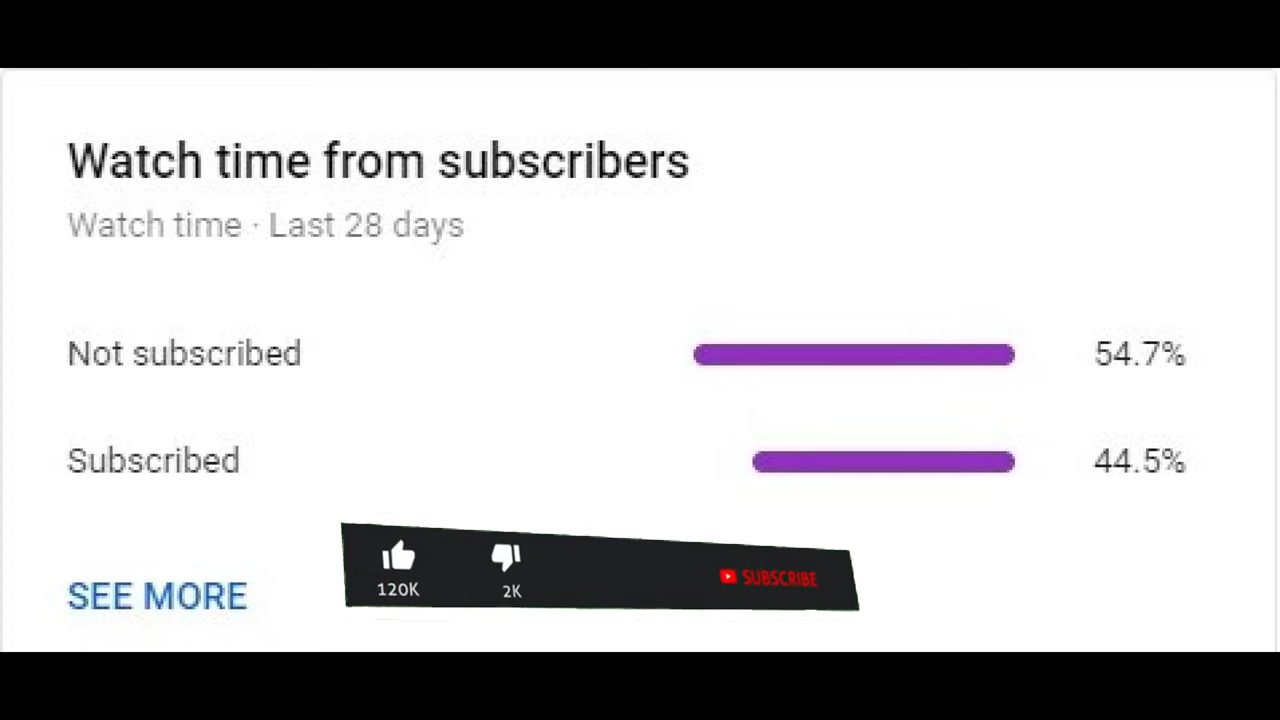 Watch time from subscribers
Watch time · Last 28 days
Not subscribed 54.7%
Subscribed 44.5%
SEE MORE
120K 2K SUBSCRIBE